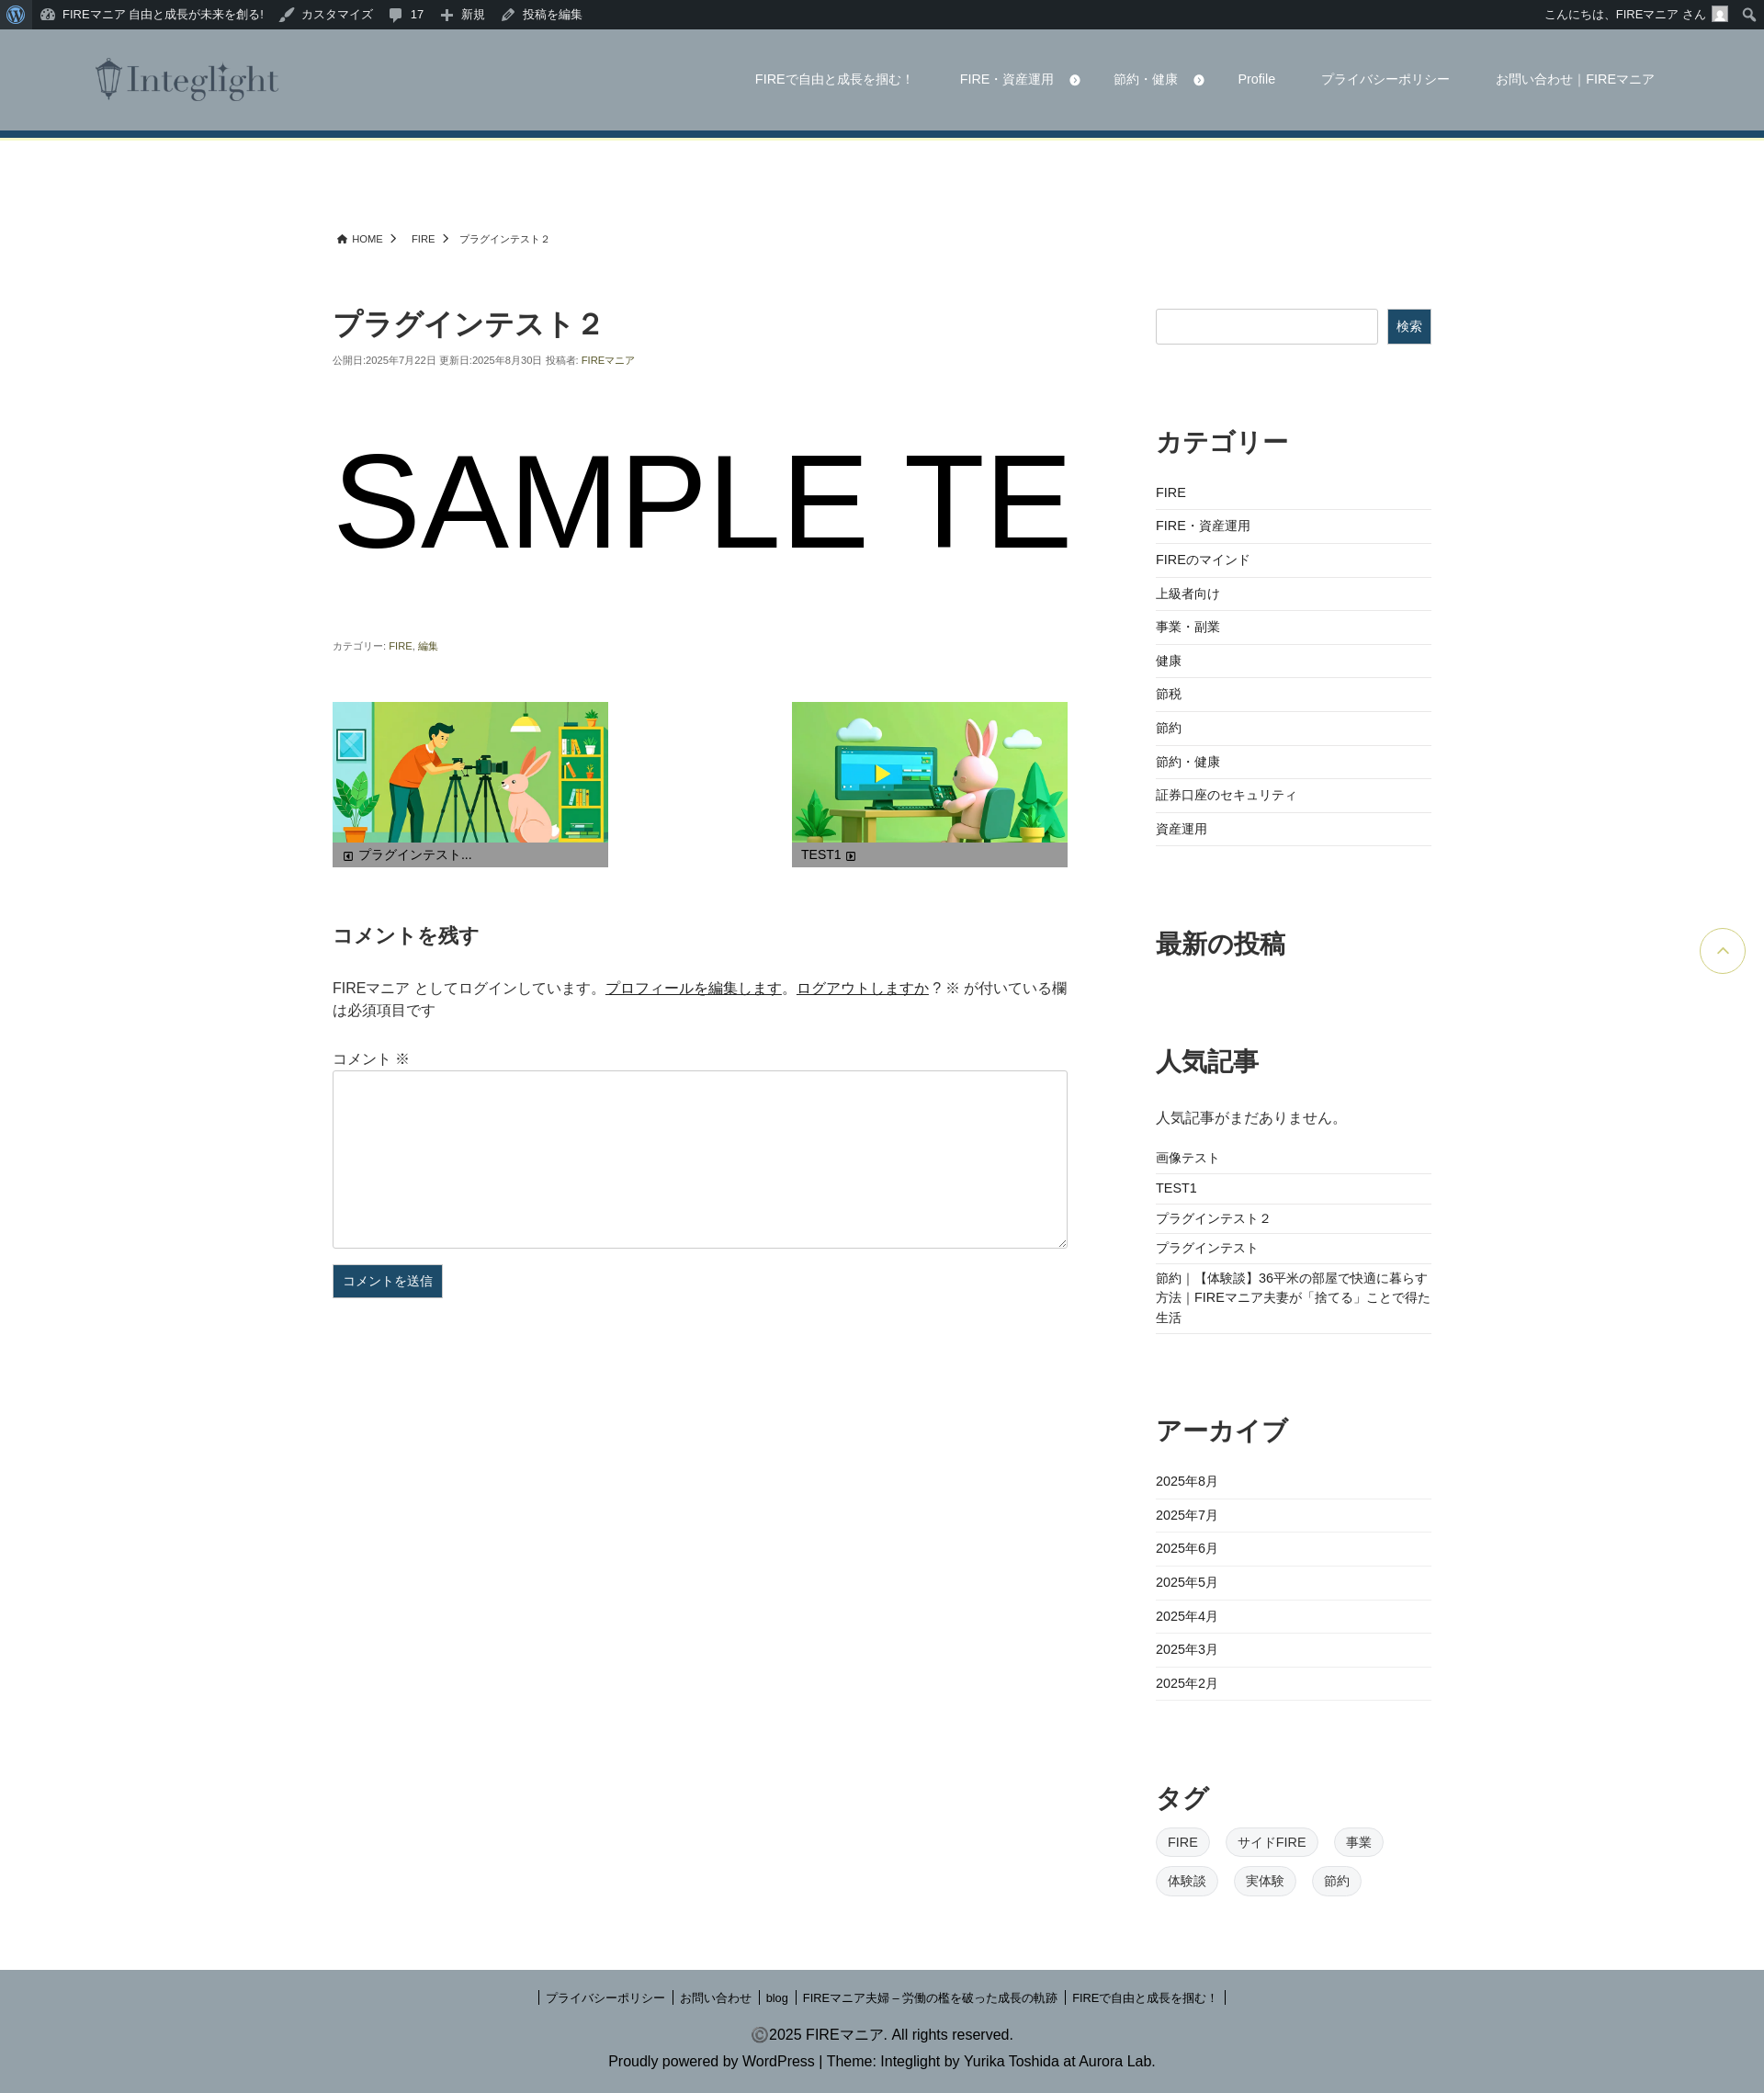 FIREマニア 自由と成長が未来を創る!
カスタマイズ
17
新規
投稿を編集
こんにちは、FIREマニア さん
Integlight
FIREで自由と成長を掴む！
FIRE・資産運用
節約・健康
Profile
プライバシーポリシー
お問い合わせ｜FIREマニア
HOME
FIRE
プラグインテスト２
プラグインテスト２
公開日:2025年7月22日 更新日:2025年8月30日 投稿者: FIREマニア
SAMPLE TE
カテゴリー: FIRE, 編集
プラグインテスト...
TEST1
コメントを残す
FIREマニア としてログインしています。プロフィールを編集します。ログアウトしますか ? ※ が付いている欄
は必須項目です
コメント ※
コメントを送信
検索
カテゴリー
FIRE
FIRE・資産運用
FIREのマインド
上級者向け
事業・副業
健康
節税
節約
節約・健康
証券口座のセキュリティ
資産運用
最新の投稿
人気記事
人気記事がまだありません。
画像テスト
TEST1
プラグインテスト２
プラグインテスト
節約｜【体験談】36平米の部屋で快適に暮らす
方法｜FIREマニア夫妻が「捨てる」ことで得た
生活
アーカイブ
2025年8月
2025年7月
2025年6月
2025年5月
2025年4月
2025年3月
2025年2月
タグ
FIRE
サイドFIRE
事業
体験談
実体験
節約
プライバシーポリシー
お問い合わせ
blog
FIREマニア夫婦 – 労働の檻を破った成長の軌跡
FIREで自由と成長を掴む！
©2025 FIREマニア. All rights reserved.
Proudly powered by WordPress | Theme: Integlight by Yurika Toshida at Aurora Lab.